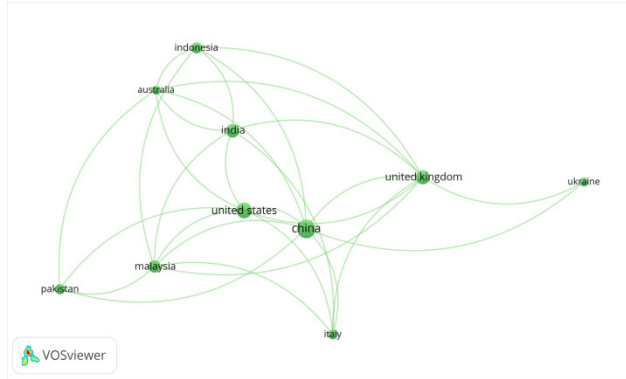 indonesia
australia
india
united kingdom
ukraine
united states
china
malaysia
pakistan
italy
VOSviewer